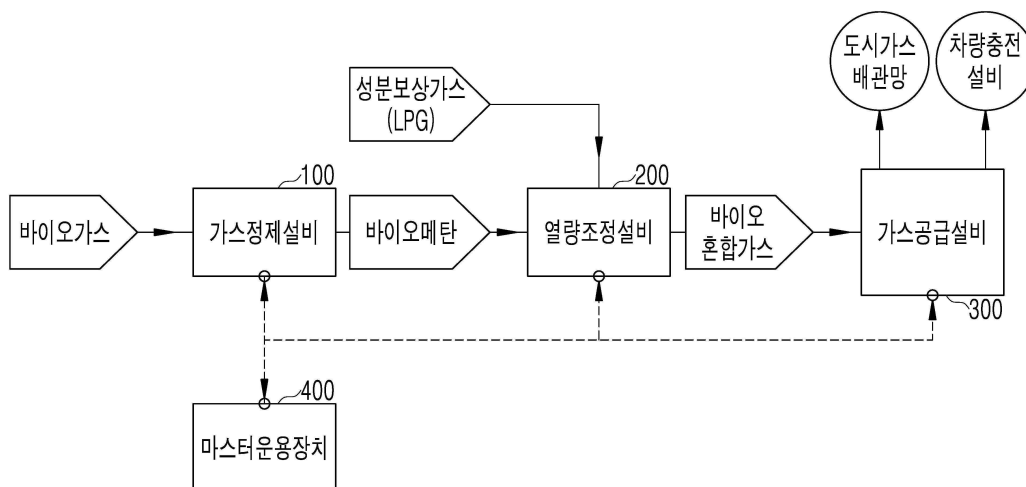 도시가스
배관망
차량충전
설비
성분보상가스
(LPG)
100
200
바이오가스
가스정제설비
바이오메탄
열량조정설비
바이오
혼합가스
가스공급설비
300
400
마스터운용장치